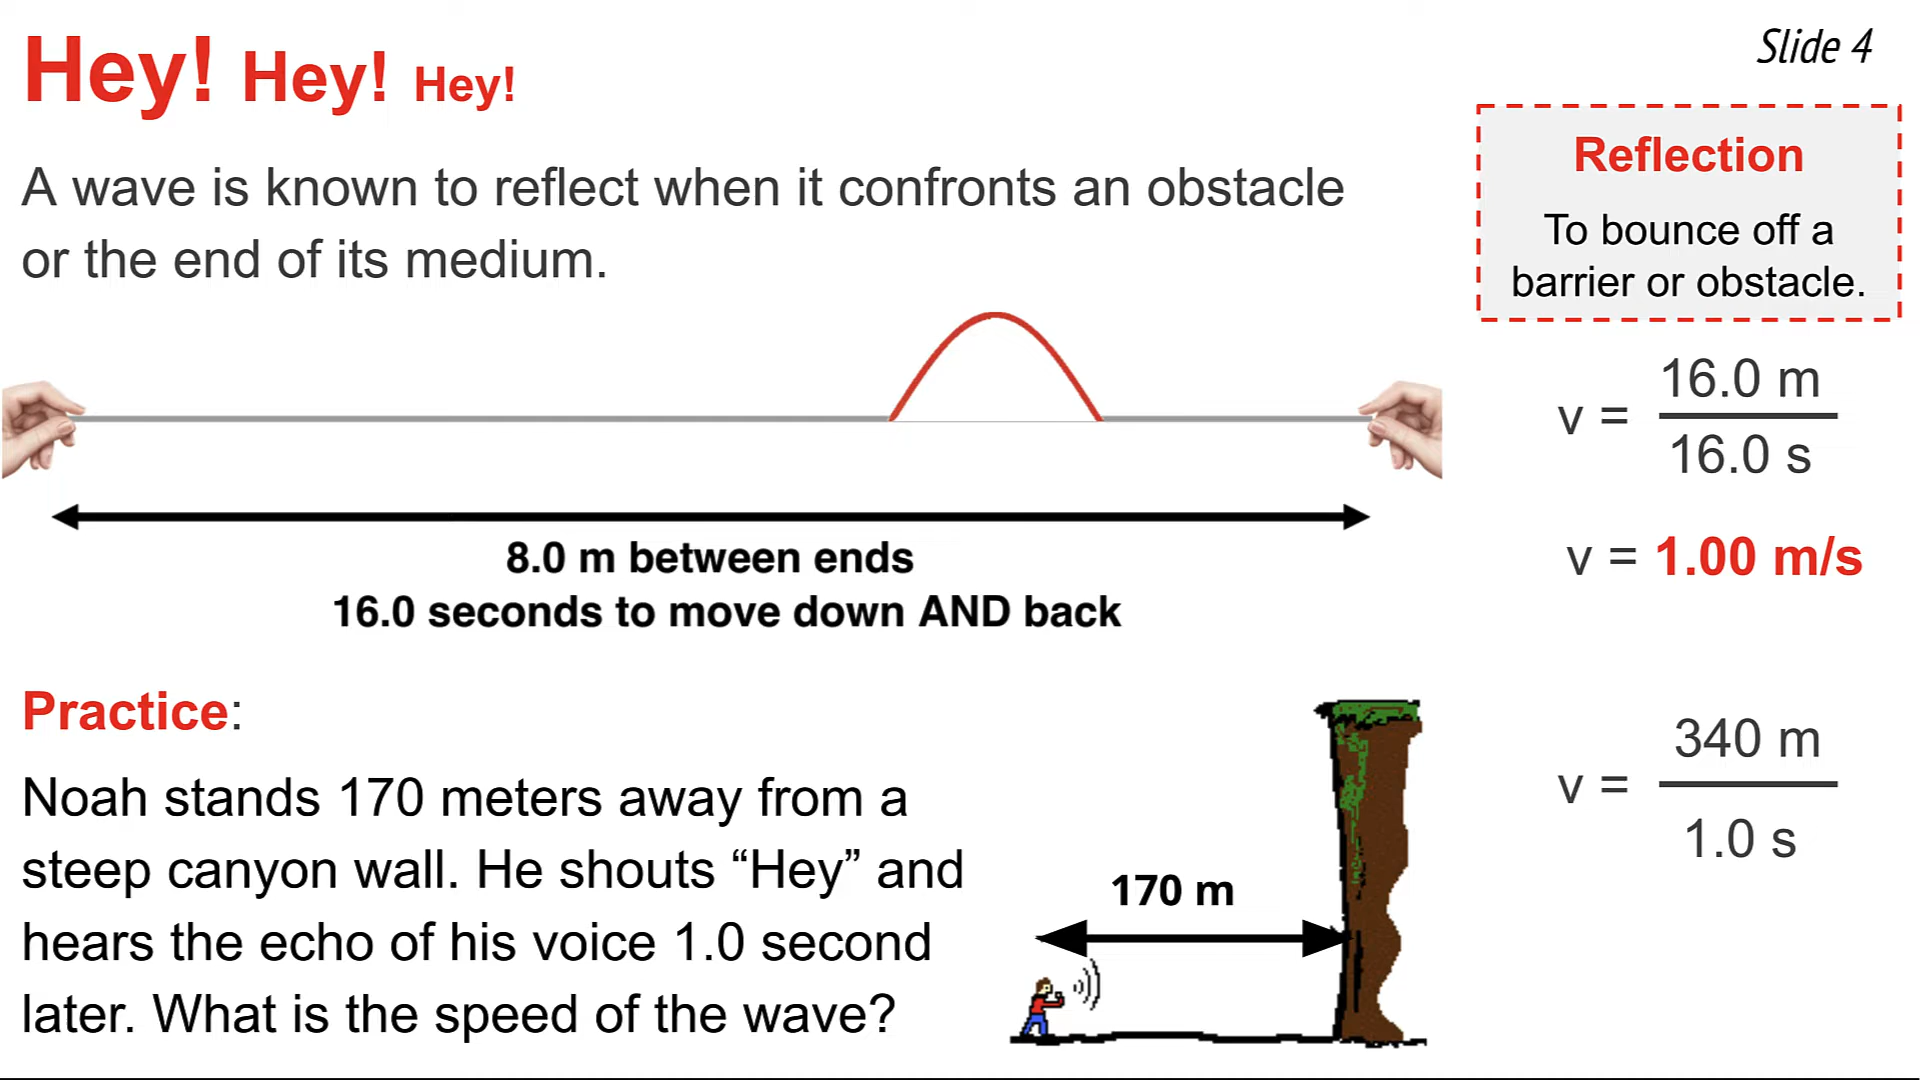 Hey! Hey! Hey!
Slide 4
A wave is known to reflect when it confronts an obstacle
or the end of its medium.
Reflection
To bounce off a
barrier or obstacle.
8.0 m between ends
16.0 seconds to move down AND back
v = 16.0 m
16.0 s
v = 1.00 m/s
Practice:
Noah stands 170 meters away from a
steep canyon wall. He shouts “Hey” and
hears the echo of his voice 1.0 second
later. What is the speed of the wave?
170 m
v = 340 m
1.0 s